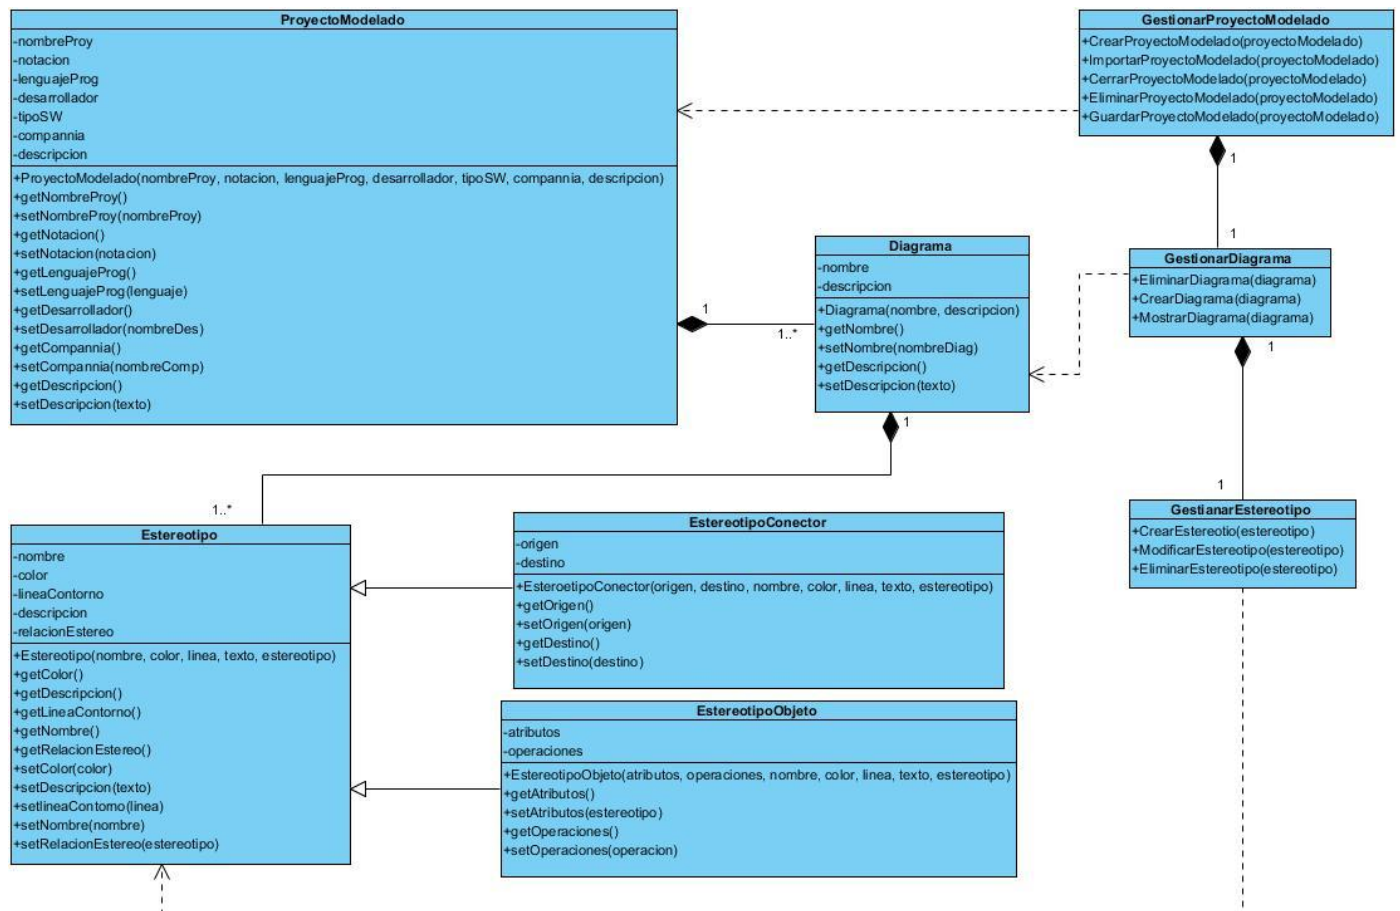 ProyectoModelado
-nombreProy
-notacion
-lenguajeProg
-desarrollador
-tipoSW
-compannia
-descripcion
+ProyectoModelado(nombreProy, notacion, lenguajeProg, desarrollador, tipoSW, compannia, descripcion)
+getNombreProy()
+setNombreProy(nombreProy)
+getNotacion()
+setNotacion(notacion)
+getLenguajeProg()
+setLenguajeProg(lenguaje)
+getDesarrollador()
+setDesarrollador(nombreDes)
+getCompannia()
+setCompannia(nombreComp)
+getDescripcion()
+setDescripcion(texto)
GestionarProyectoModelado
+CrearProyectoModelado(proyectoModelado)
+ImportarProyectoModelado(proyectoModelado)
+CerrarProyectoModelado(proyectoModelado)
+EliminarProyectoModelado(proyectoModelado)
+GuardarProyectoModelado(proyectoModelado)
1
1
Diagrama
-nombre
-descripcion
+Diagrama(nombre, descripcion)
+getNombre()
+setNombre(nombreDiag)
+getDescripcion()
+setDescripcion(texto)
1
1..*
1
GestionarDiagrama
+EliminarDiagrama(diagrama)
+CrearDiagrama(diagrama)
+MostrarDiagrama(diagrama)
1
1
1..*
Estereotipo
-nombre
-color
-lineaContorno
-descripcion
-relacionEstereo
+Estereotipo(nombre, color, linea, texto, estereotipo)
+getColor()
+getDescripcion()
+getLineaContorno()
+getNombre()
+getRelacionEstereo()
+setColor(color)
+setDescripcion(texto)
+setlineaContorno(linea)
+setNombre(nombre)
+setRelacionEstereo(estereotipo)
EstereotipoConector
-origen
-destino
+EsteroetipoConector(origen, destino, nombre, color, linea, texto, estereotipo)
+getOrigen()
+setOrigen(origen)
+getDestino()
+setDestino(destino)
EstereotipoObjeto
-atributos
-operaciones
+EstereotipoObjeto(atributos, operaciones, nombre, color, linea, texto, estereotipo)
+getAtributos()
+setAtributos(estereotipo)
+getOperaciones()
+setOperaciones(operacion)
GestianarEstereotipo
+CrearEstereotio(estereotipo)
+ModificarEstereotipo(estereotipo)
+EliminarEstereotipo(estereotipo)